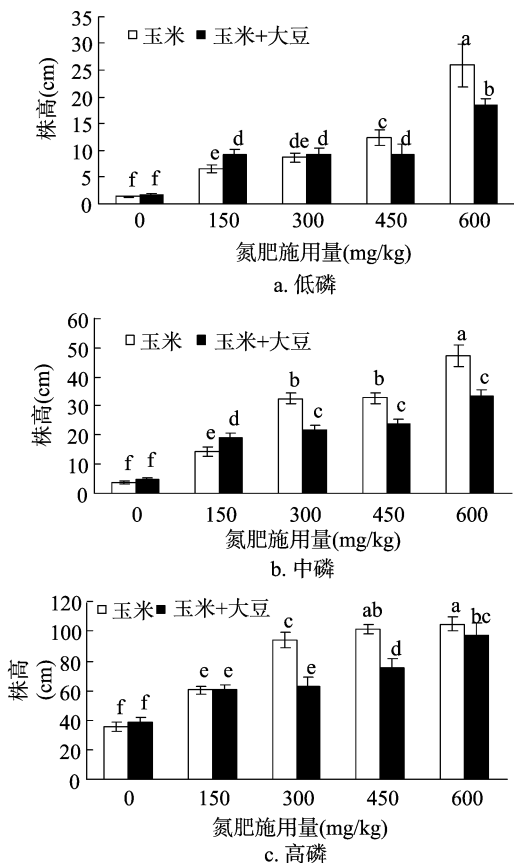 玉米 玉米+大豆
株高(cm)
35
30
25
20
15
10
5
0
f f e d de d c d a b
0 150 300 450 600
氮肥施用量(mg/kg)
a. 低磷
玉米 玉米+大豆
株高(cm)
60
50
40
30
20
10
0
f f e d b c b c a c
0 150 300 450 600
氮肥施用量(mg/kg)
b. 中磷
玉米 玉米+大豆
株高
(cm)
120
100
80
60
40
20
0
f f e e c e ab d a bc
0 150 300 450 600
氮肥施用量(mg/kg)
c. 高磷